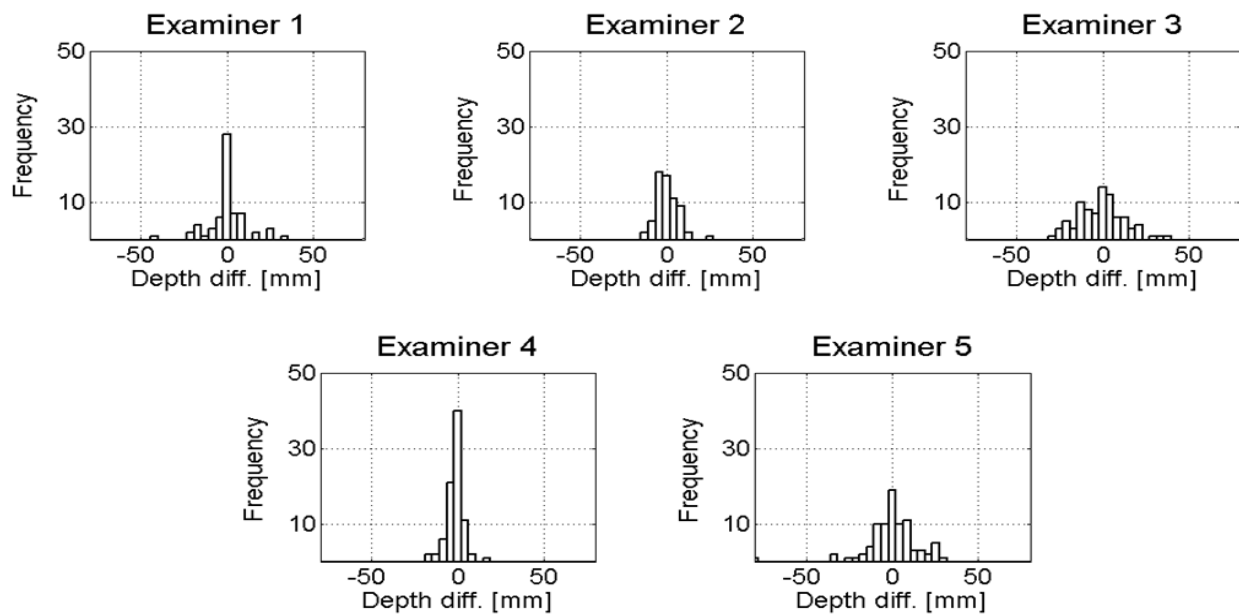 Examiner 1
50
30
10
Frequency
-50 0 50
Depth diff. [mm]
Examiner 2
50
30
10
Frequency
-50 0 50
Depth diff. [mm]
Examiner 3
50
30
10
Frequency
-50 0 50
Depth diff. [mm]
Examiner 4
50
30
10
Frequency
-50 0 50
Depth diff. [mm]
Examiner 5
50
30
10
Frequency
-50 0 50
Depth diff. [mm]